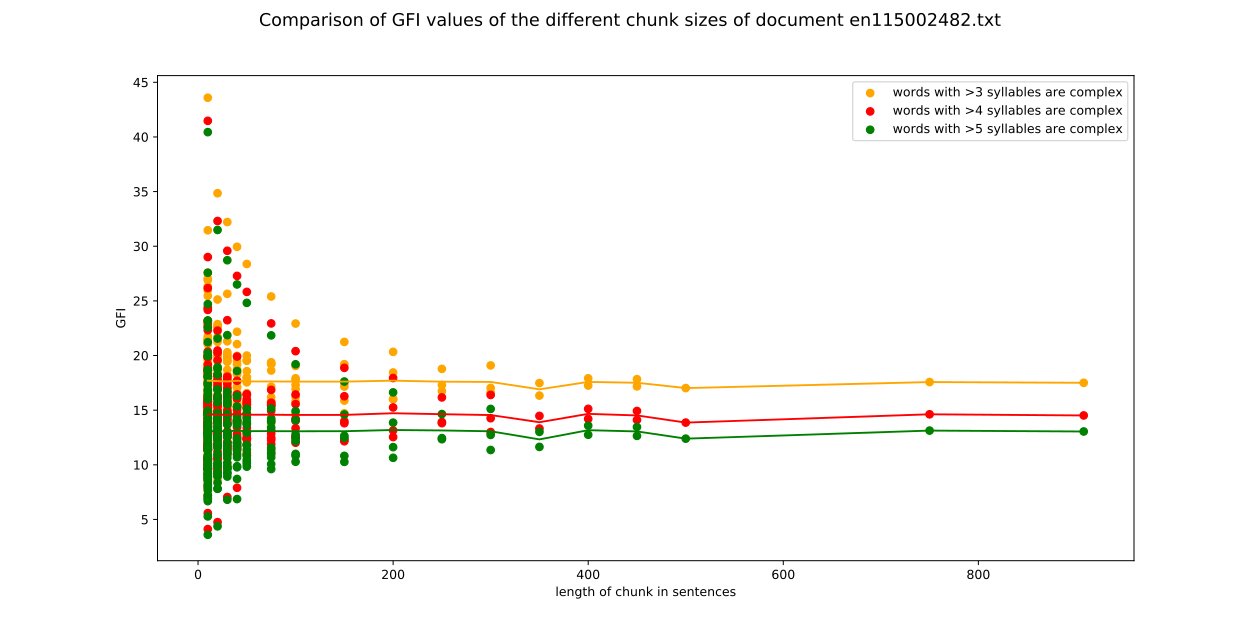 Comparison of GFI values of the different chunk sizes of document en115002482.txt
45
40
35
30
25
20
15
10
5
GFI
words with >3 syllables are complex
words with >4 syllables are complex
words with >5 syllables are complex
0 200 400 600 800
length of chunk in sentences